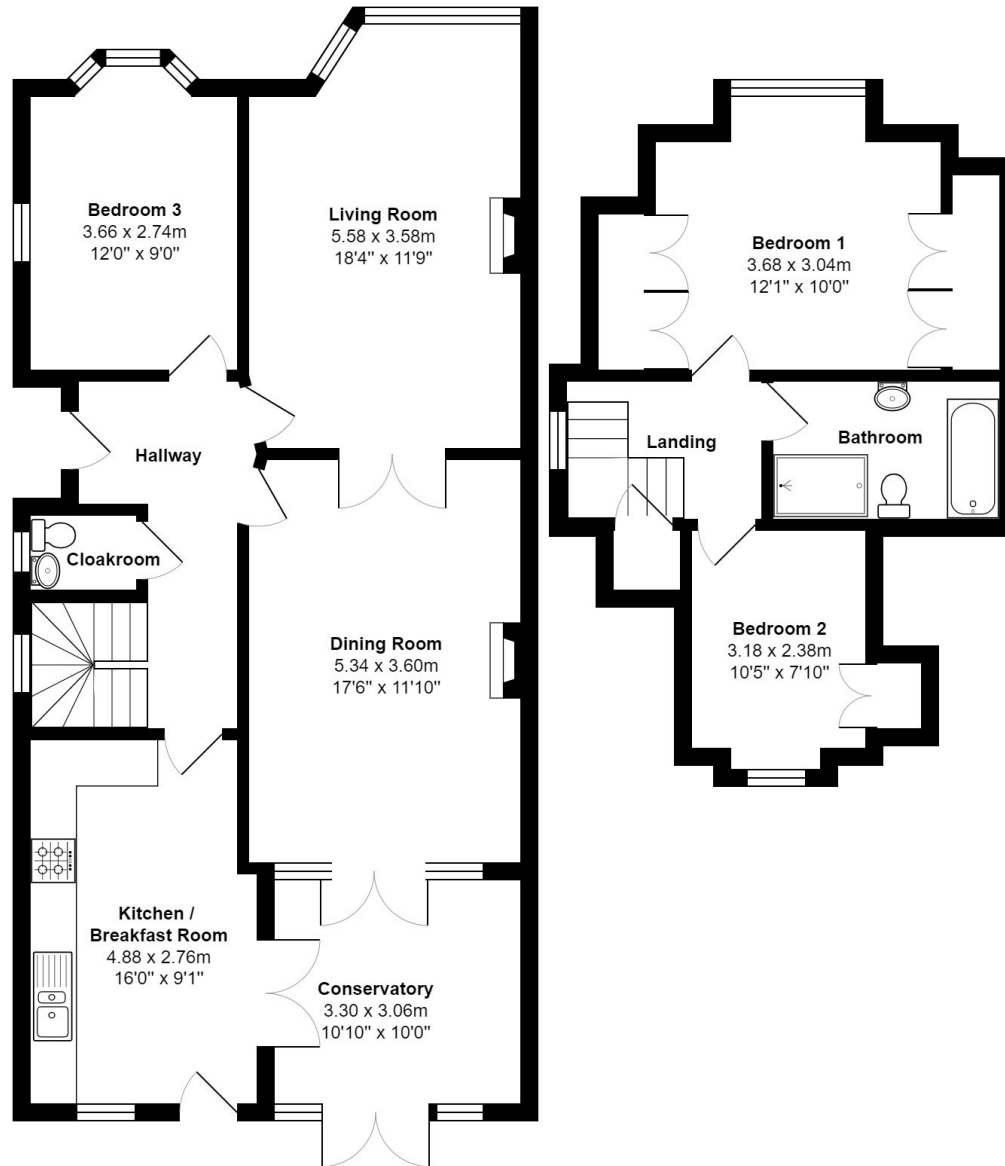 Bedroom 3
3.66 x 2.74m
12'0" x 9'0"
Living Room
5.58 x 3.58m
18'4" x 11'9"
Hallway
Cloakroom
Dining Room
5.34 x 3.60m
17'6" x 11'10"
Kitchen /
Breakfast Room
4.88 x 2.76m
16'0" x 9'1"
Conservatory
3.30 x 3.06m
10'10" x 10'0"
Bedroom 1
3.68 x 3.04m
12'1" x 10'0"
Landing
Bathroom
Bedroom 2
3.18 x 2.38m
10'5" x 7'10"